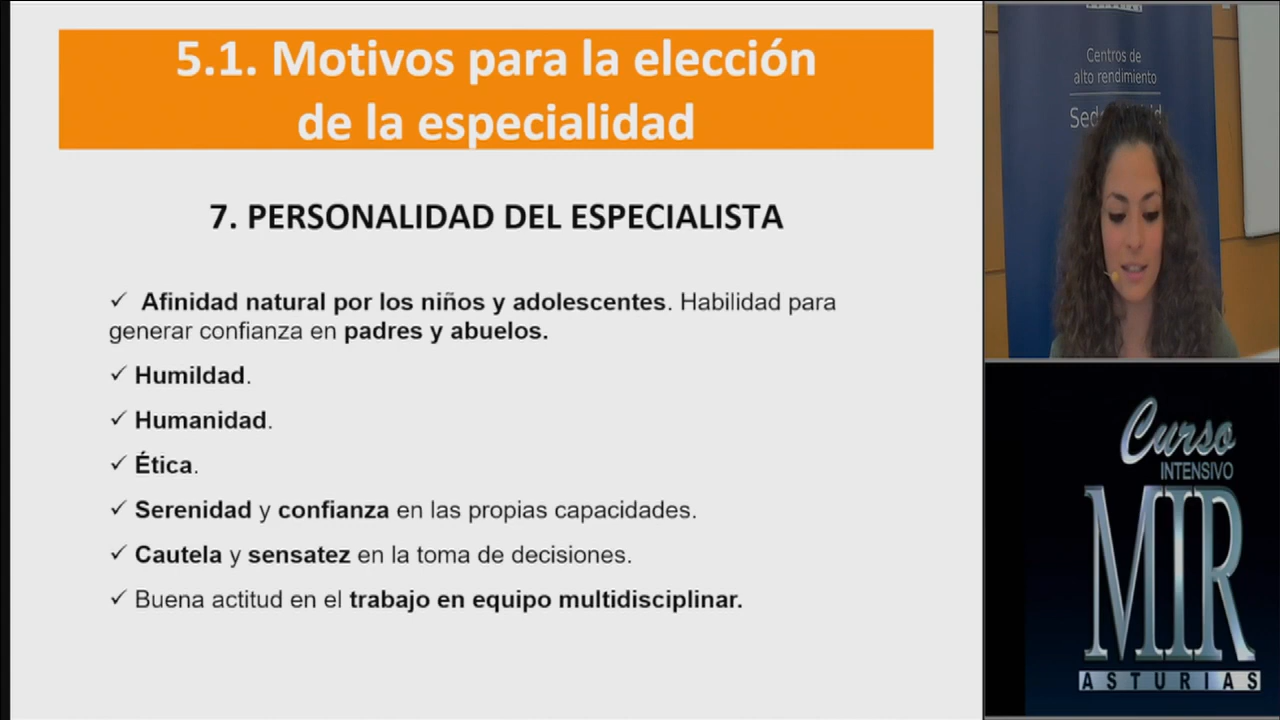 5.1. Motivos para la elección
de la especialidad
7. PERSONALIDAD DEL ESPECIALISTA
✓ Afinidad natural por los niños y adolescentes. Habilidad para
generar confianza en padres y abuelos.
✓ Humildad.
✓ Humanidad.
✓ Ética.
✓ Serenidad y confianza en las propias capacidades.
✓ Cautela y sensatez en la toma de decisiones.
✓ Buena actitud en el trabajo en equipo multidisciplinar.
Centros de
alto rendimiento
Curso
INTENSIVO
MIR
ASTURIAS